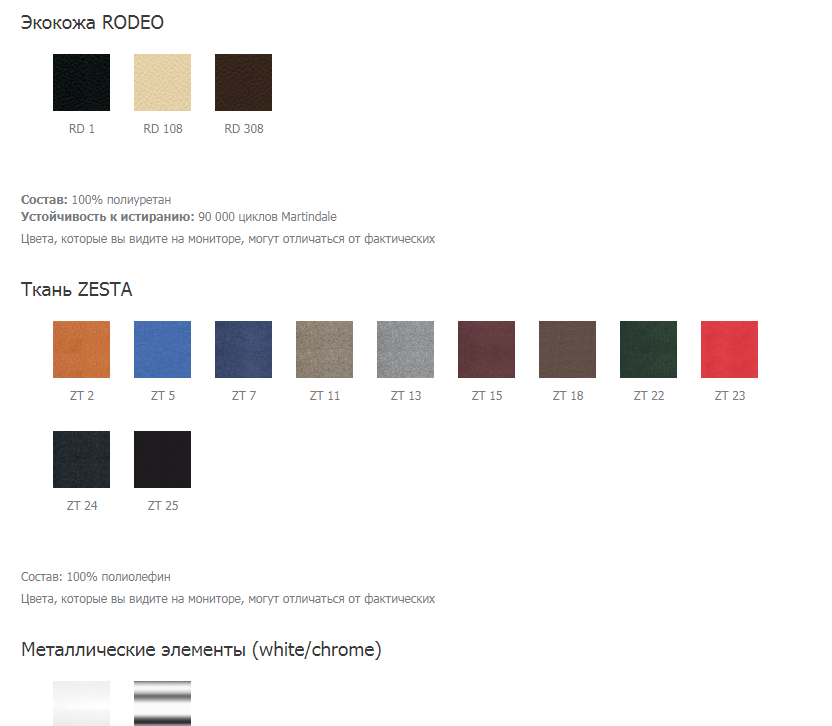 Экокожа RODEO
RD 1 RD 108 RD 308
Состав: 100% полиуретан
Устойчивость к истиранию: 90 000 циклов Martindale
Цвета, которые вы видите на мониторе, могут отличаться от фактических
Ткань ZESTA
ZT 2 ZT 5 ZT 7 ZT 11 ZT 13 ZT 15 ZT 18 ZT 22 ZT 23
ZT 24 ZT 25
Состав: 100% полиолефин
Цвета, которые вы видите на мониторе, могут отличаться от фактических
Металлические элементы (white/chrome)